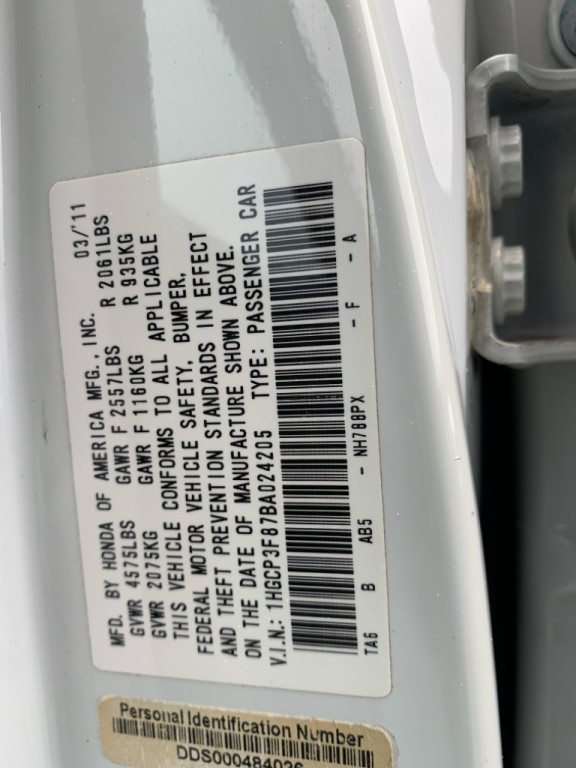 MFD. BY HONDA OF AMERICA MFG., INC. 03/'11
GVWR 4575LBS GAWR F 2557LBS R 2061LBS
GVWR 2075KG GAWR F 1160KG R 935KG
THIS VEHICLE CONFORMS TO ALL APPLICABLE
FEDERAL MOTOR VEHICLE SAFETY, BUMPER,
AND THEFT PREVENTION STANDARDS IN EFFECT
ON THE DATE OF MANUFACTURE SHOWN ABOVE.
V.I.N.: 1HGCP3F87BA024205 TYPE: PASSENGER CAR
TA6 B AB5 - NH788PX - F - A
Personal Identification Number
DDS000484026